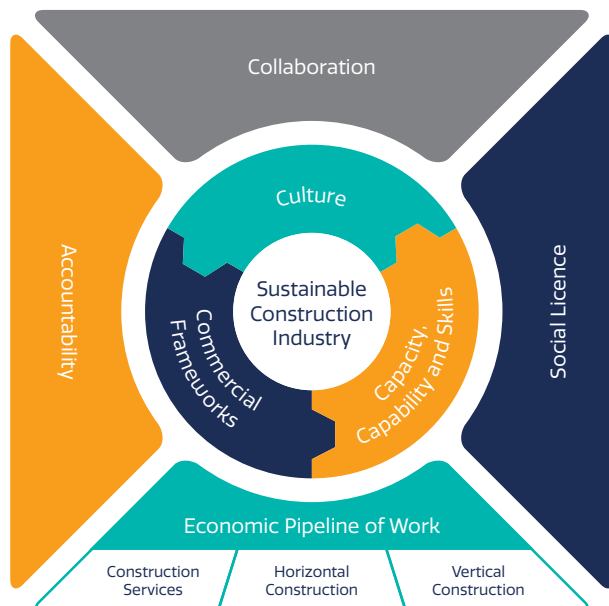 Collaboration
Culture
Accountability
Sustainable
Construction
Industry
Social Licence
Commercial
Frameworks
Capacity,
Capability and Skills
Economic Pipeline of Work
Construction
Services
Horizontal
Construction
Vertical
Construction